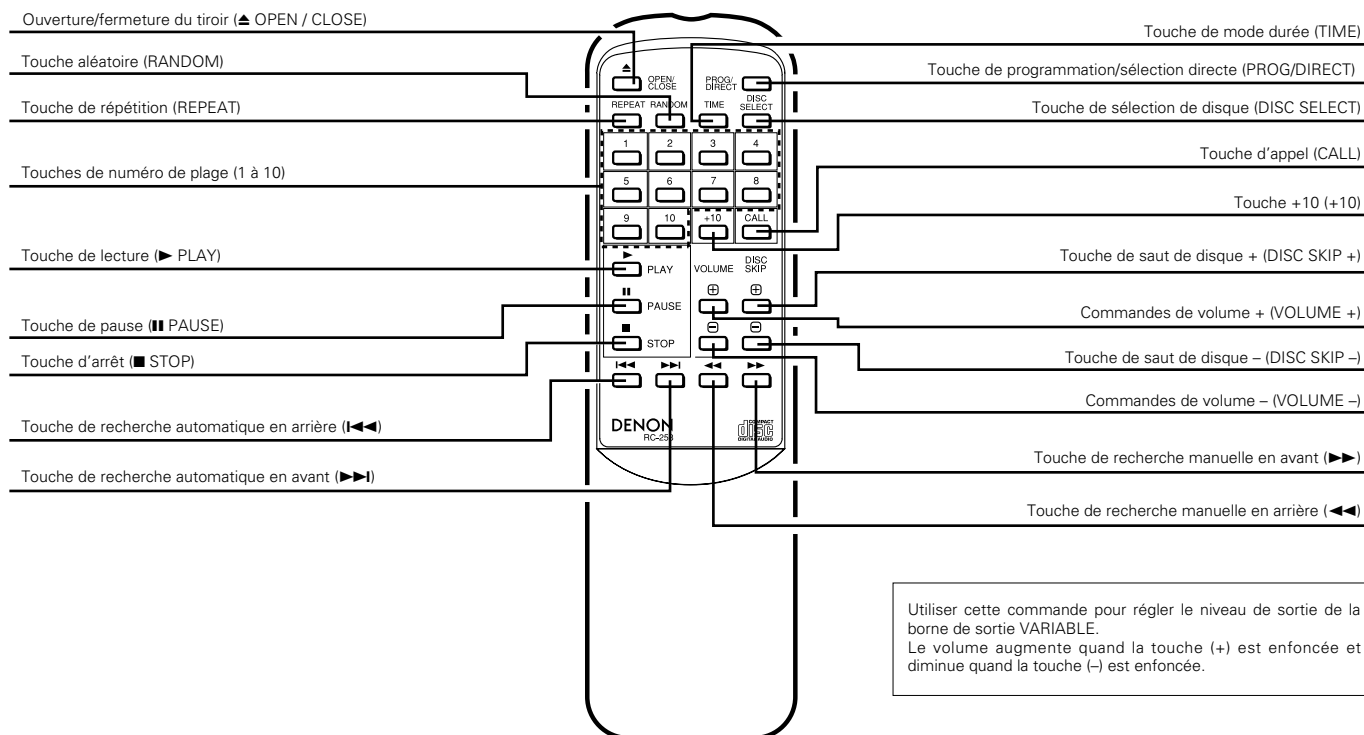 Ouverture/fermeture du tiroir (⏏ OPEN / CLOSE)
Touche aléatoire (RANDOM)
Touche de répétition (REPEAT)
Touches de numéro de plage (1 à 10)
Touche de lecture (► PLAY)
Touche de pause (❚❚ PAUSE)
Touche d'arrêt (■ STOP)
Touche de recherche automatique en arrière (I◄◄)
Touche de recherche automatique en avant (►►I)
⏏ OPEN/
CLOSE
PROG/
DIRECT
REPEAT RANDOM TIME DISC
SELECT
1 2 3 4
5 6 7 8
9 10 +10 CALL
►
PLAY VOLUME DISC
SKIP
❚❚ ⊕ ⊕
PAUSE
■ ⊖ ⊖
STOP
I◄◄ ►►I ◄◄ ►►
DENON
COMPACT
disc
DIGITAL AUDIO
Touche de mode durée (TIME)
Touche de programmation/sélection directe (PROG/DIRECT)
Touche de sélection de disque (DISC SELECT)
Touche d'appel (CALL)
Touche +10 (+10)
Touche de saut de disque + (DISC SKIP +)
Commandes de volume + (VOLUME +)
Touche de saut de disque – (DISC SKIP –)
Commandes de volume – (VOLUME –)
Touche de recherche manuelle en avant (►►)
Touche de recherche manuelle en arrière (◄◄)
Utiliser cette commande pour régler le niveau de sortie de la
borne de sortie VARIABLE.
Le volume augmente quand la touche (+) est enfoncée et
diminue quand la touche (–) est enfoncée.